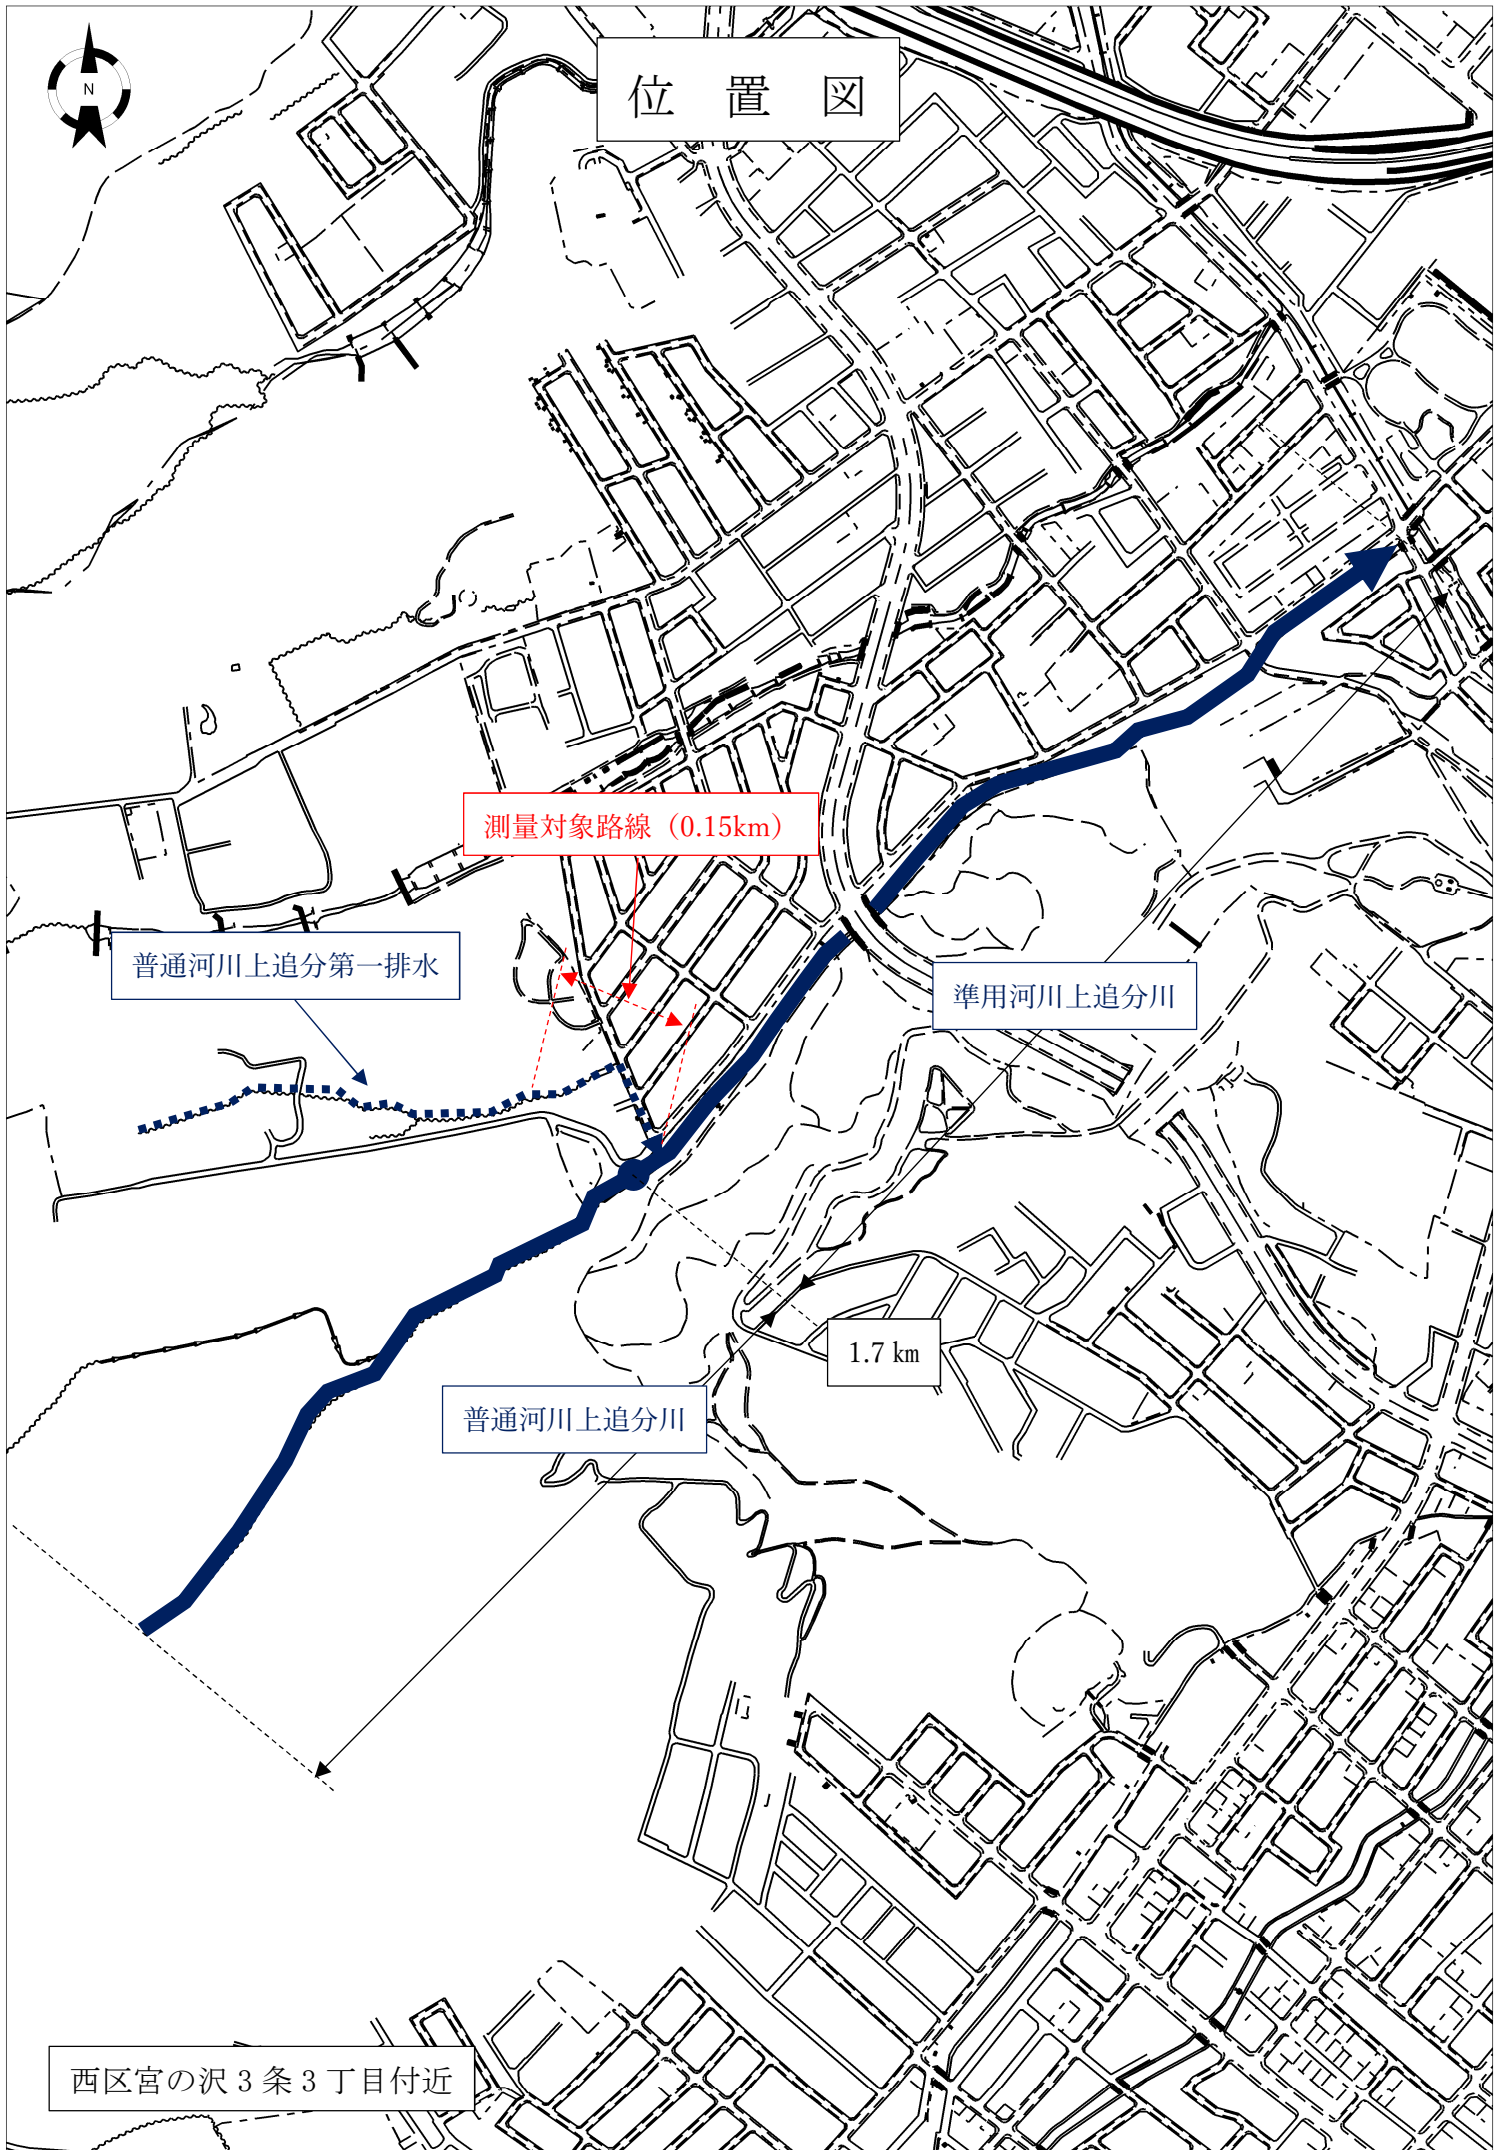 N
位 置 図
測量対象路線（0.15km）
普通河川上追分第一排水
準用河川上追分川
1.7 ㎞
普通河川上追分川
西区宮の沢3条3丁目付近